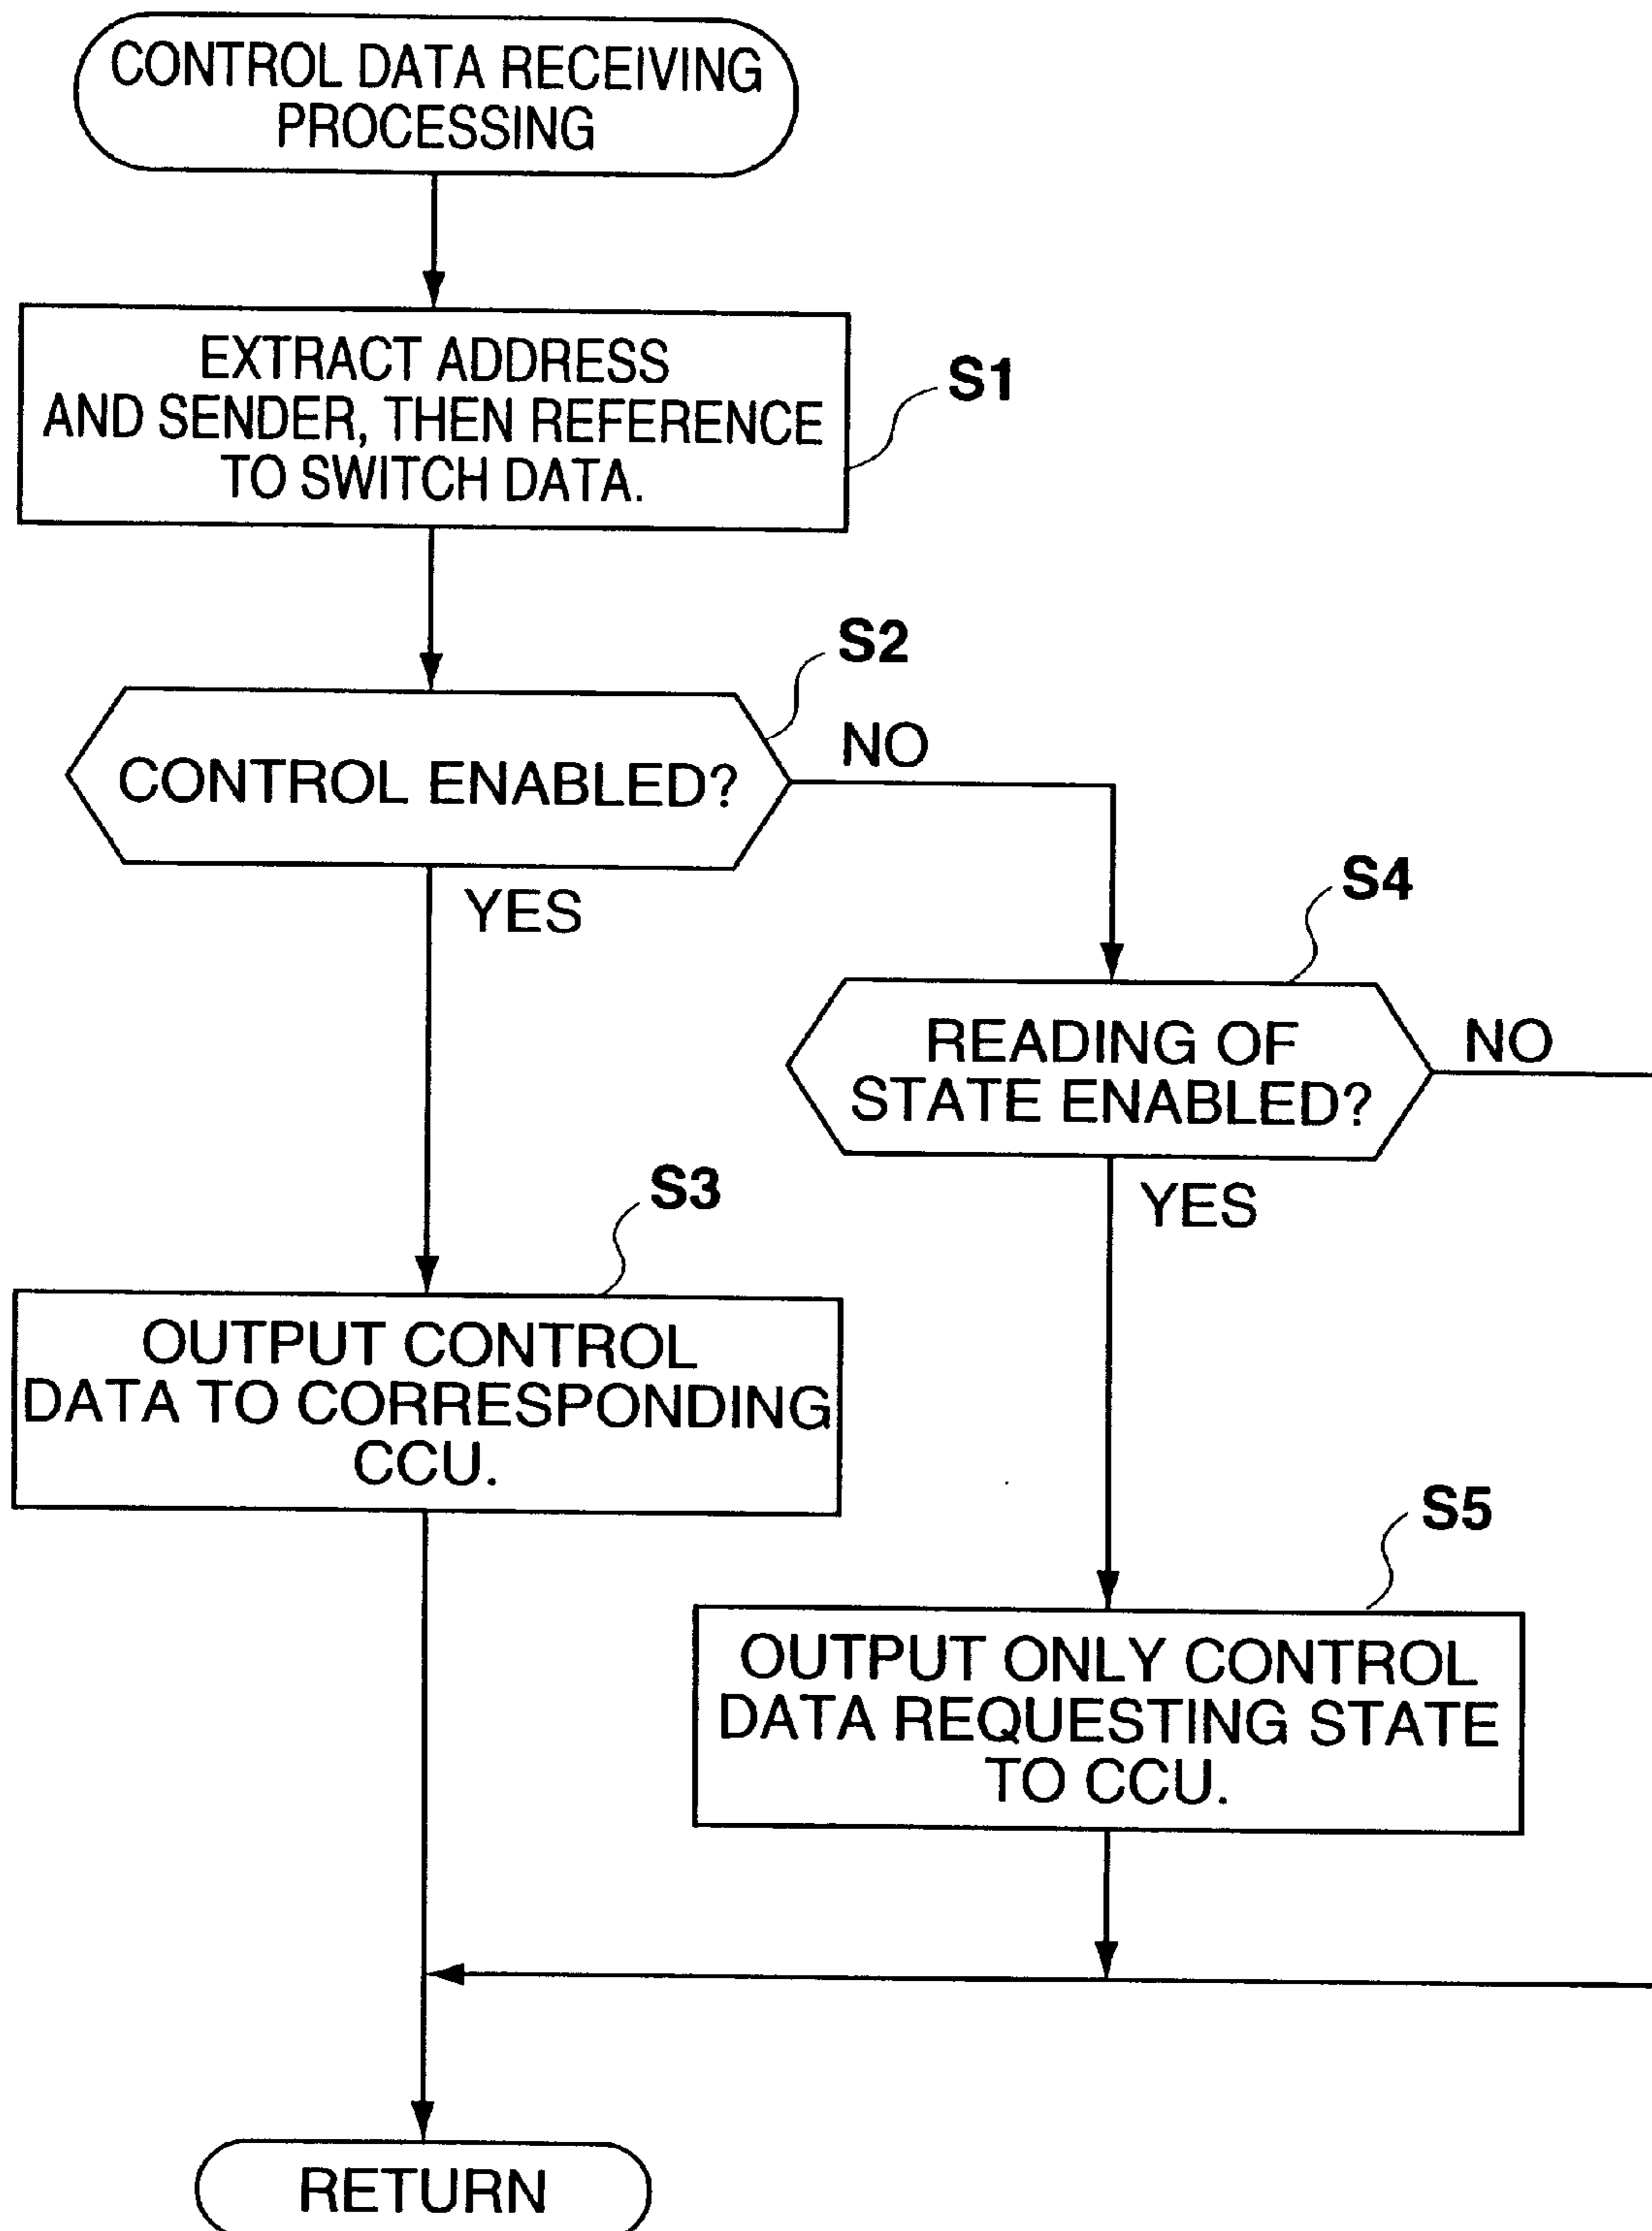 CONTROL DATA RECEIVING
PROCESSING
EXTRACT ADDRESS
AND SENDER, THEN REFERENCE
TO SWITCH DATA.
S1
S2
CONTROL ENABLED?
NO
YES
S4
READING OF
STATE ENABLED?
NO
YES
S3
OUTPUT CONTROL
DATA TO CORRESPONDING
CCU.
S5
OUTPUT ONLY CONTROL
DATA REQUESTING STATE
TO CCU.
RETURN